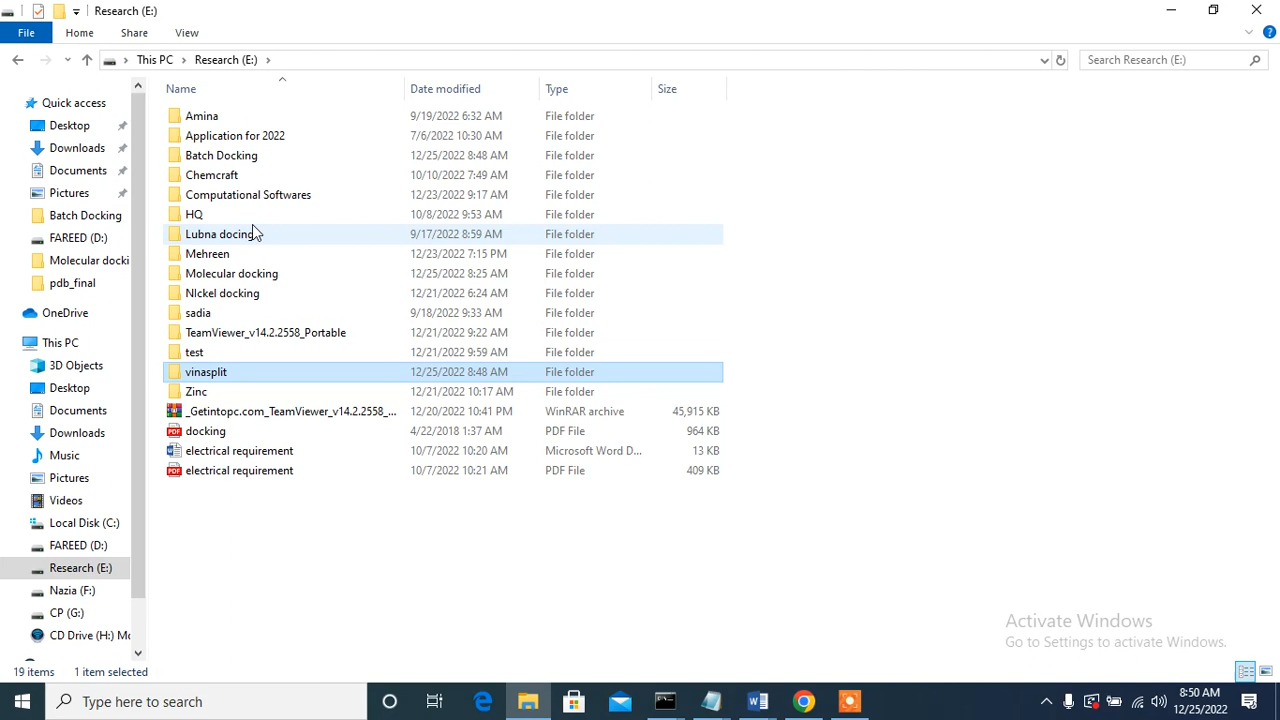 Research (E:)
File Home Share View
This PC Research (E:) Search Research (E:)
Name Date modified Type Size
Quick access
Desktop
Downloads
Documents
Pictures
Batch Docking
FAREED (D:)
Molecular docki
pdb_final
OneDrive
This PC
3D Objects
Desktop
Documents
Downloads
Music
Pictures
Videos
Local Disk (C:)
FAREED (D:)
Research (E:)
Nazia (F:)
CP (G:)
CD Drive (H:) Mc
Amina 9/19/2022 6:32 AM File folder
Application for 2022 7/6/2022 10:30 AM File folder
Batch Docking 12/25/2022 8:48 AM File folder
Chemcraft 10/10/2022 7:49 AM File folder
Computational Softwares 12/23/2022 9:17 AM File folder
HQ 10/8/2022 9:53 AM File folder
Lubna docing 9/17/2022 8:59 AM File folder
Mehreen 12/23/2022 7:15 PM File folder
Molecular docking 12/25/2022 8:25 AM File folder
NIckel docking 12/21/2022 6:24 AM File folder
sadia 9/18/2022 9:33 AM File folder
TeamViewer_v14.2.2558_Portable 12/21/2022 9:22 AM File folder
test 12/21/2022 9:59 AM File folder
vinasplit 12/25/2022 8:48 AM File folder
Zinc 12/21/2022 10:17 AM File folder
_Getintopc.com_TeamViewer_v14.2.2558_... 12/20/2022 10:41 PM WinRAR archive 45,915 KB
docking 4/22/2018 1:37 AM PDF File 964 KB
electrical requirement 10/7/2022 10:20 AM Microsoft Word D... 13 KB
electrical requirement 10/7/2022 10:21 AM PDF File 409 KB
Activate Windows
Go to Settings to activate Windows.
19 items 1 item selected
Type here to search
8:50 AM
12/25/2022